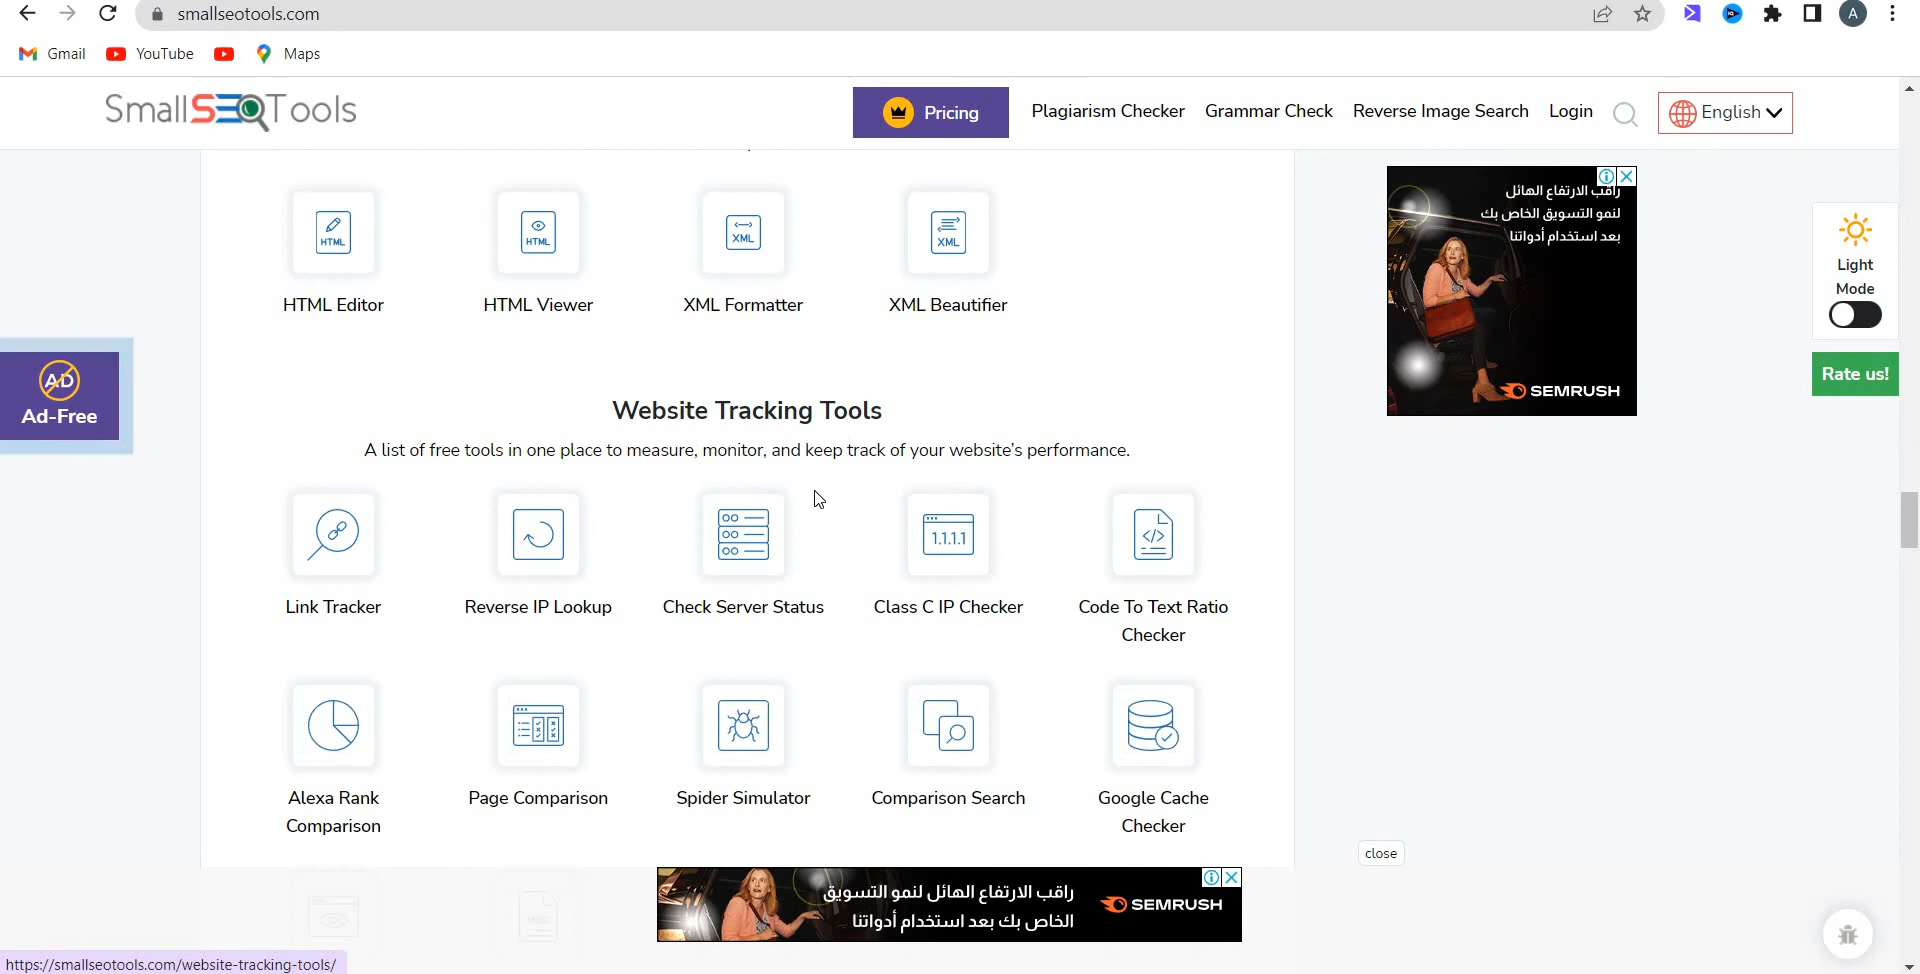 smallseotools.com
Gmail YouTube Maps
SmallSEOTools
Pricing Plagiarism Checker Grammar Check Reverse Image Search Login English
HTML HTML XML XML
HTML Editor HTML Viewer XML Formatter XML Beautifier
راقب الارتفاع الهائل
لنمو التسويق الخاص بك
بعد استخدام أدواتنا
SEMRUSH
Light
Mode
Rate us!
AD
Ad-Free
Website Tracking Tools
A list of free tools in one place to measure, monitor, and keep track of your website's performance.
1.1.1.1
Link Tracker Reverse IP Lookup Check Server Status Class C IP Checker Code To Text Ratio
Checker
Alexa Rank Page Comparison Spider Simulator Comparison Search Google Cache
Comparison Checker
close
راقب الارتفاع الهائل لنمو التسويق
الخاص بك بعد استخدام أدواتنا
SEMRUSH
https://smallseotools.com/website-tracking-tools/
A